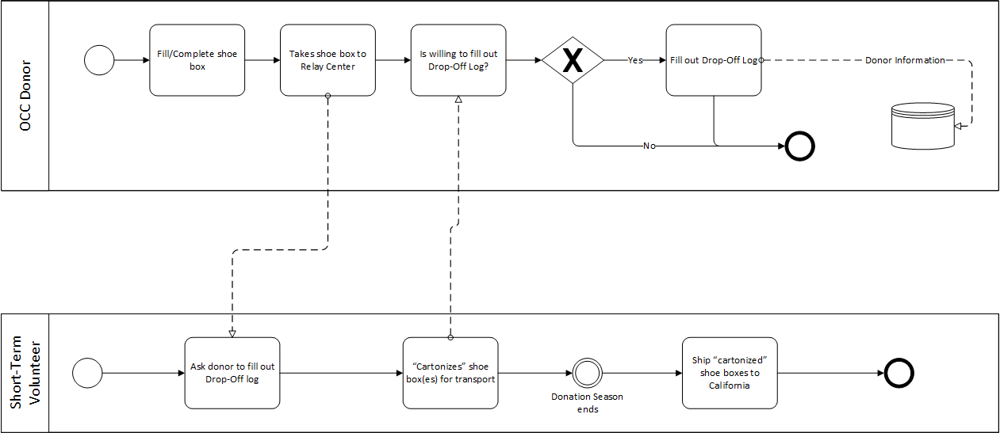 OCC Donor
Fill/Complete shoe
box
Takes shoe box to
Relay Center
Is willing to fill out
Drop-Off Log?
X
Yes
Fill out Drop-Off Log
Donor Information
No
Short-Term
Volunteer
Ask donor to fill out
Drop-Off log
“Cartonizes” shoe
box(es) for transport
Donation Season
ends
Ship “cartonized”
shoe boxes to
California